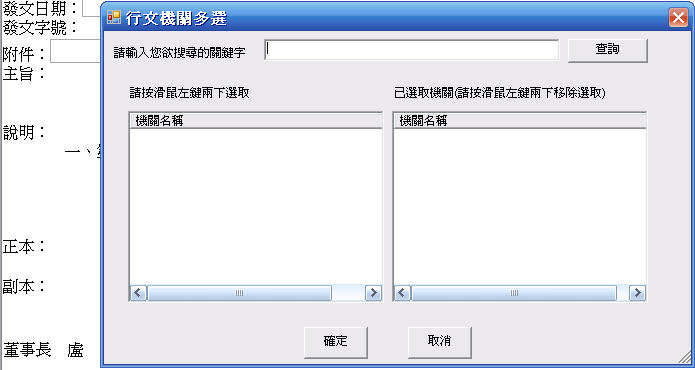 發文日期：
發文字號：
附件：
主旨：
說明：
一、
正本：
副本：
董事長 盧
行文機關多選
請輸入您欲搜尋的關鍵字
查詢
請按滑鼠左鍵兩下選取
已選取機關(請按滑鼠左鍵兩下移除選取)
機關名稱
機關名稱
確定
取消